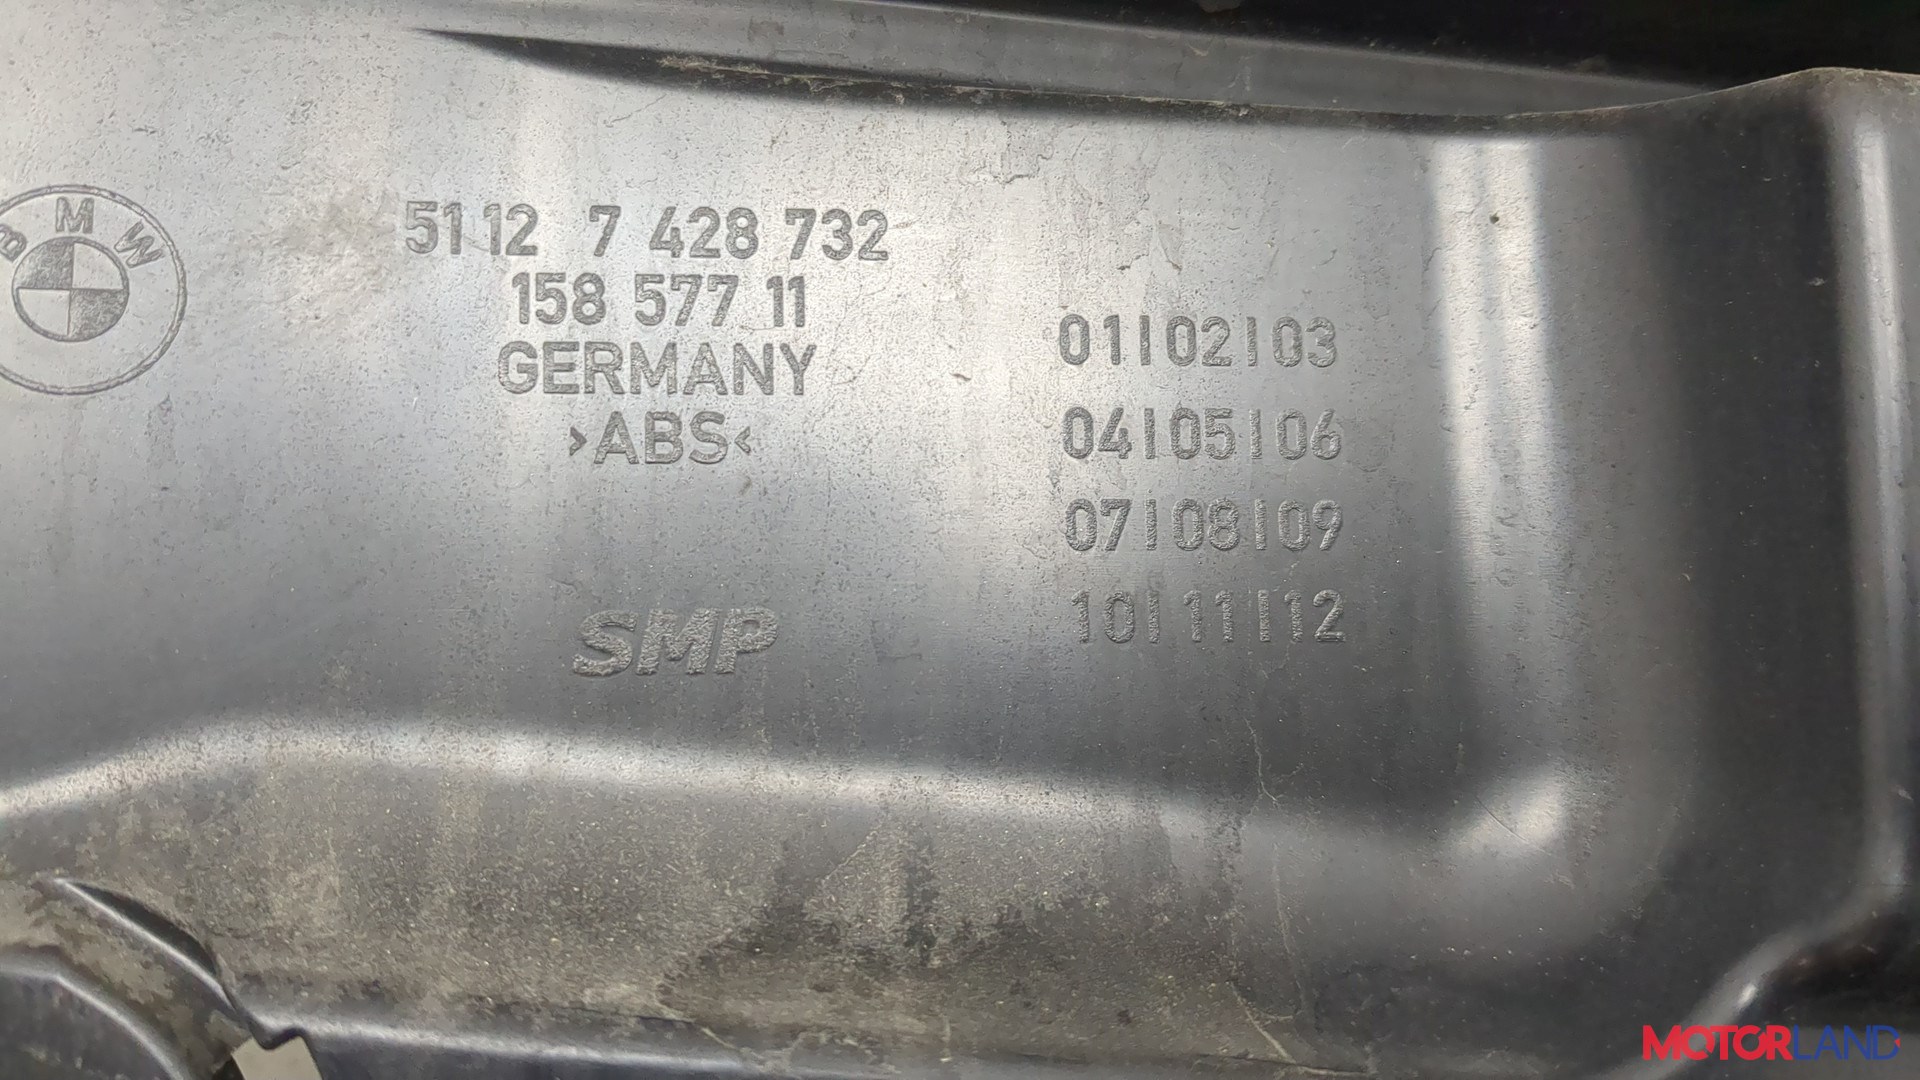 BMW
51 12 7 428 732
158 577 11
GERMANY
>ABS<
SMP
01|02|03
04|05|06
07|08|09
10|11|12
MOTORLAND